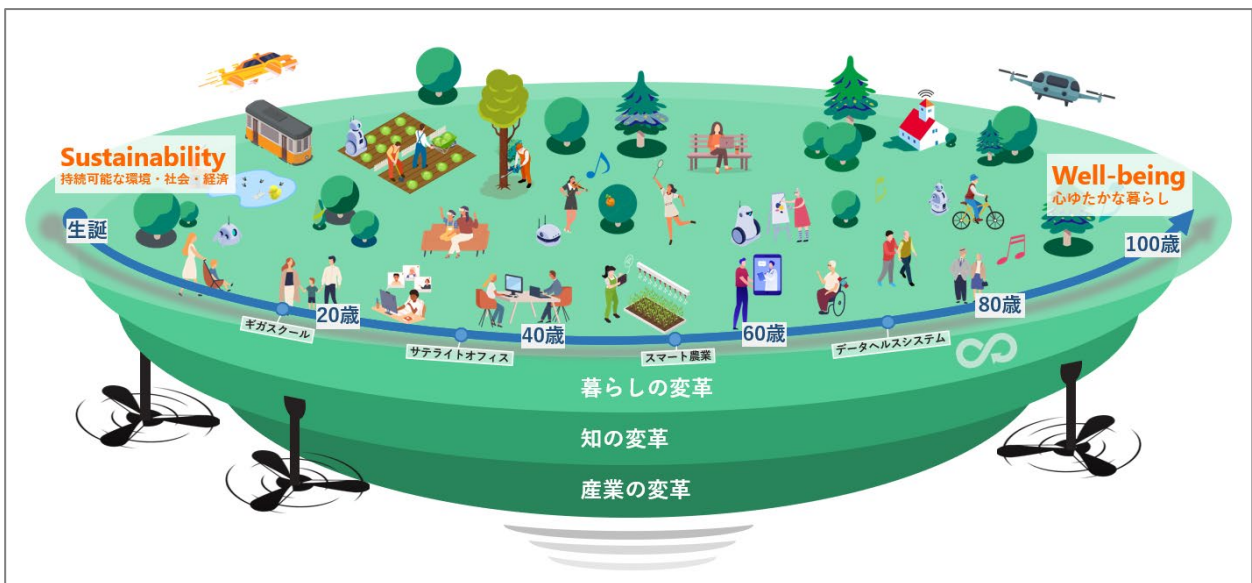 Sustainability
持続可能な環境・社会・経済
Well-being
心ゆたかな暮らし
生誕
ギガスクール
20歳
サテライトオフィス
40歳
スマート農業
60歳
データヘルスシステム
80歳
100歳
暮らしの変革
知の変革
産業の変革